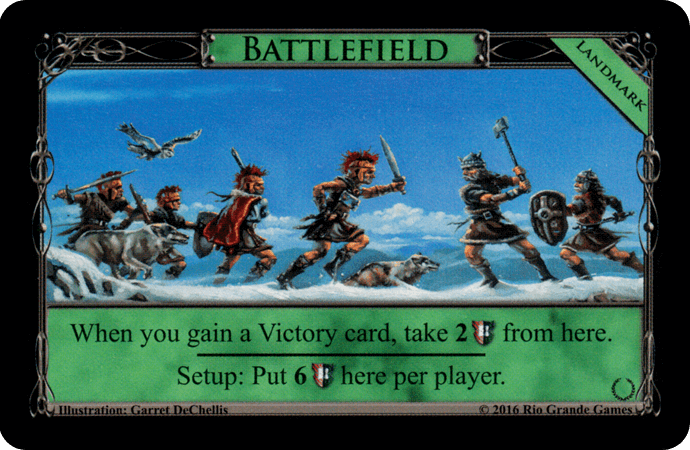 BATTLEFIELD
LANDMARK
When you gain a Victory card, take 2 from here.
Setup: Put 6 here per player.
Illustration: Garret DeChellis
© 2016 Rio Grande Games